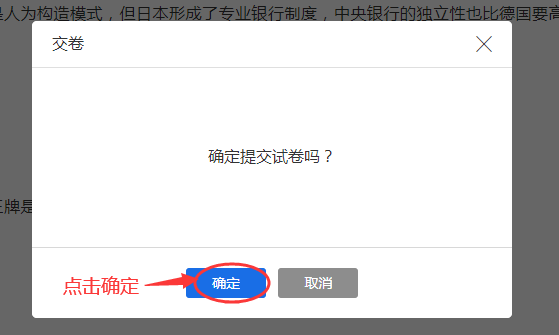 是人为构造模式，但日本形成了专业银行制度，中央银行的独立性也比德国要高
交卷
确定提交试卷吗？
王牌是
点击确定
确定
取消